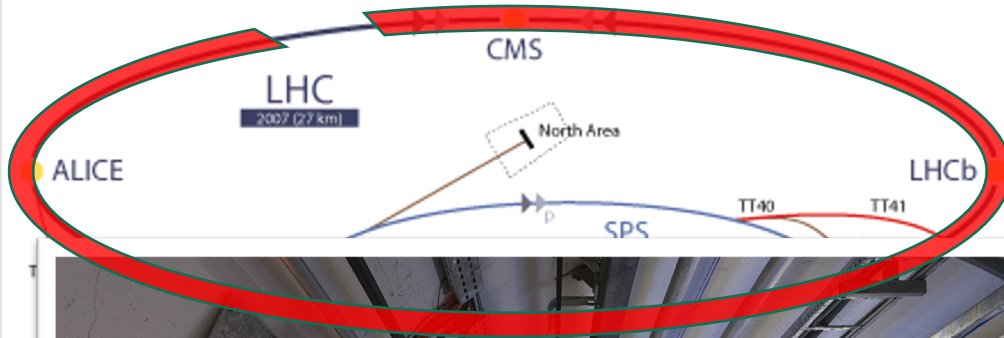 CMS
LHC
2007 (27 km)
North Area
ALICE
LHCb
TT40
TT41
p
SPS
T